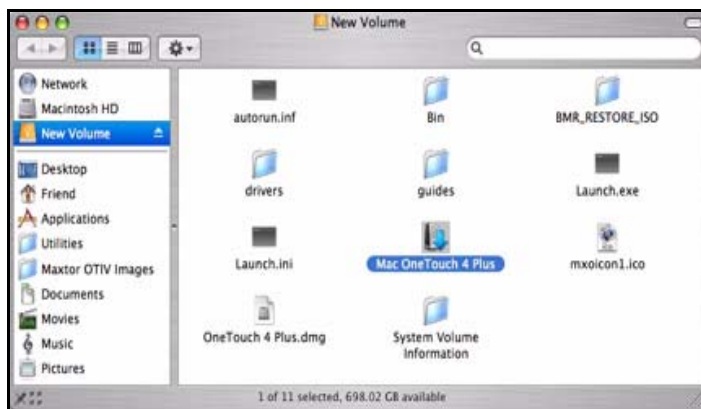 New Volume
Network
Macintosh HD
New Volume
Desktop
Friend
Applications
Utilities
Maxtor OTIV Images
Documents
Movies
Music
Pictures
autorun.inf
Bin
BMR_RESTORE_ISO
drivers
guides
Launch.exe
Launch.ini
Mac OneTouch 4 Plus
mxoicon1.ico
OneTouch 4 Plus.dmg
System Volume
Information
1 of 11 selected, 698.02 GB available